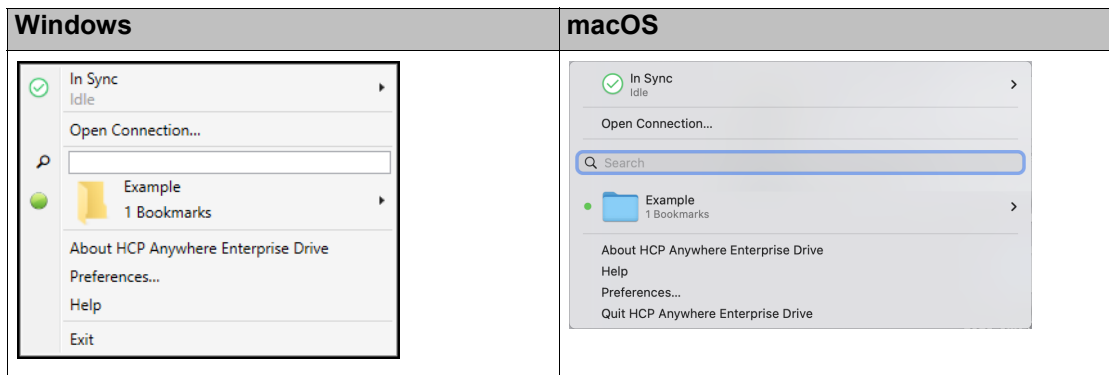 Windows
macOS
In Sync
Idle
Open Connection...
Example
1 Bookmarks
About HCP Anywhere Enterprise Drive
Preferences...
Help
Exit
In Sync
Idle
Open Connection...
Search
Example
1 Bookmarks
About HCP Anywhere Enterprise Drive
Help
Preferences...
Quit HCP Anywhere Enterprise Drive